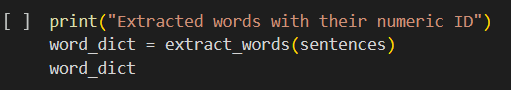 [ ] print("Extracted words with their numeric ID")
word_dict = extract_words(sentences)
word_dict